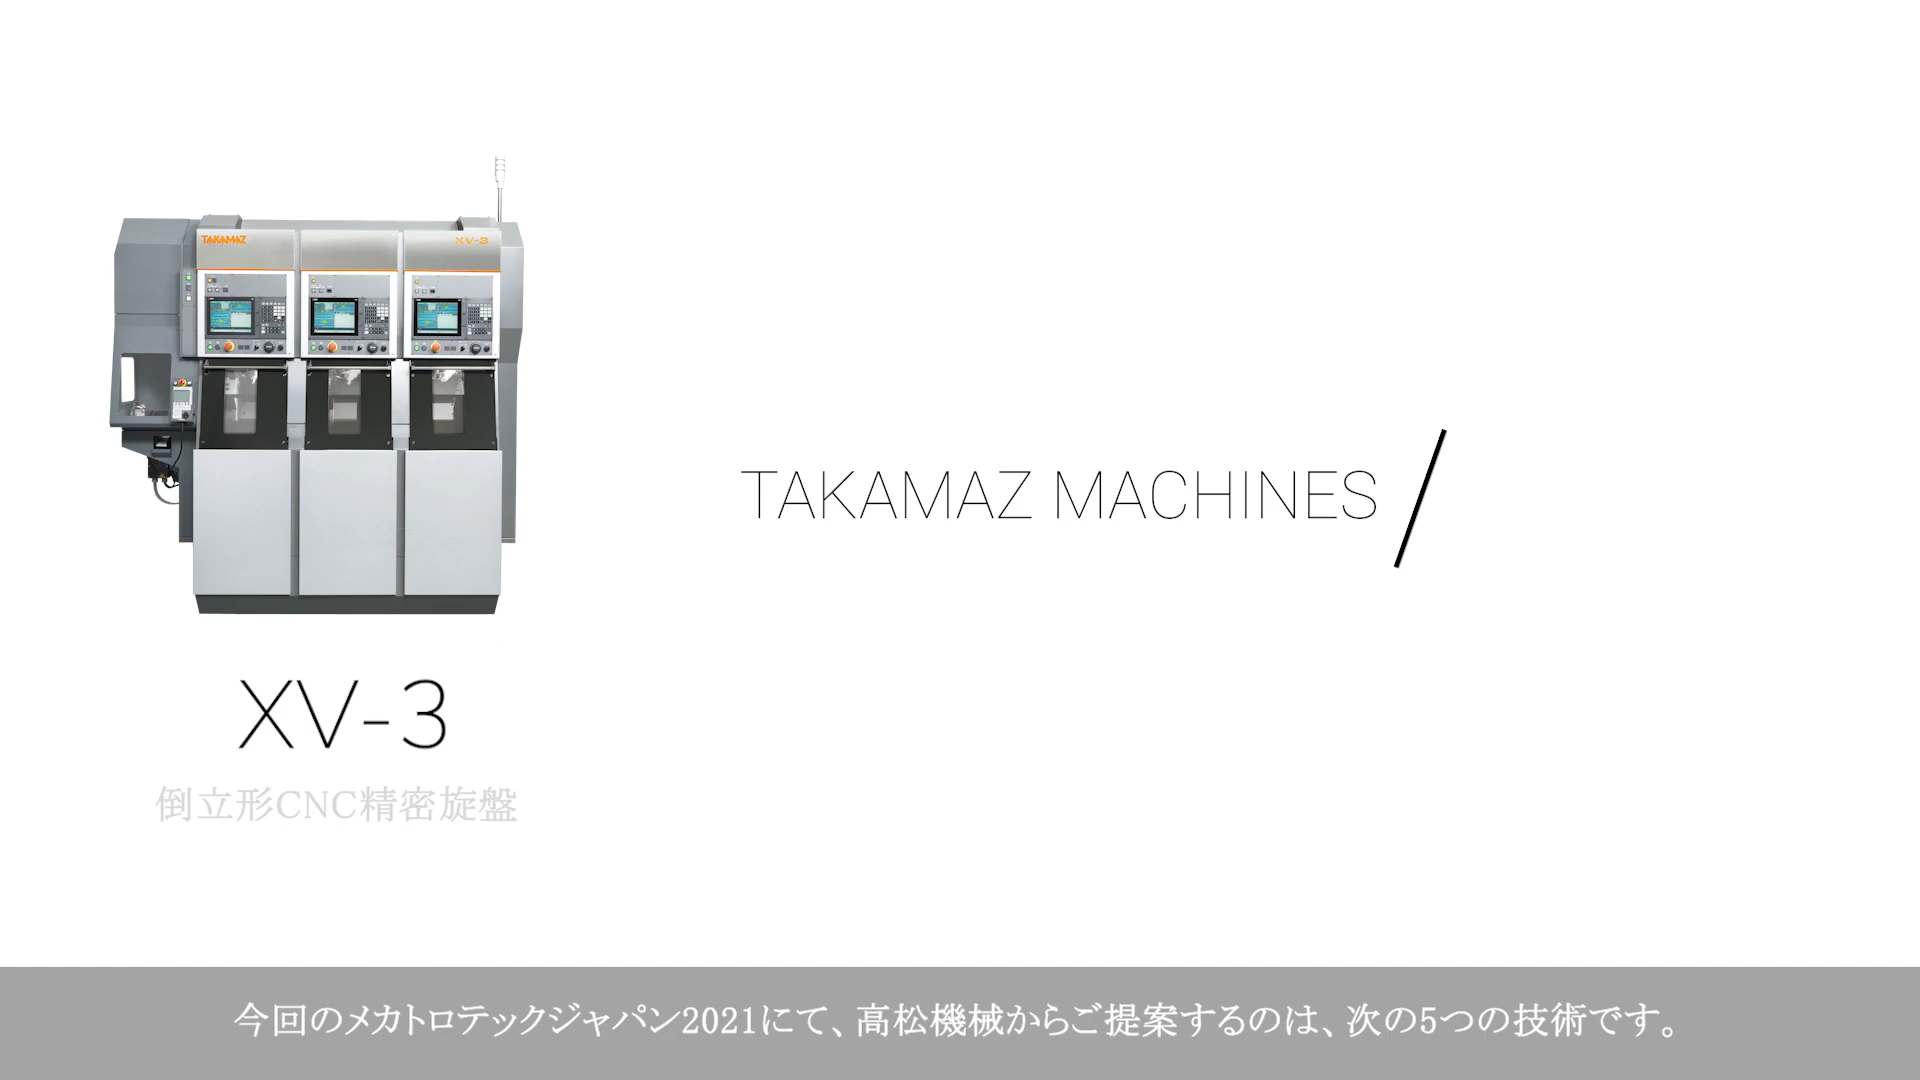 TAKAMAZ
XV-3
TAKAMAZ MACHINES /
XV-3
倒立形CNC精密旋盤
今回のメカトロテックジャパン2021にて、高松機械からご提案するのは、次の5つの技術です。